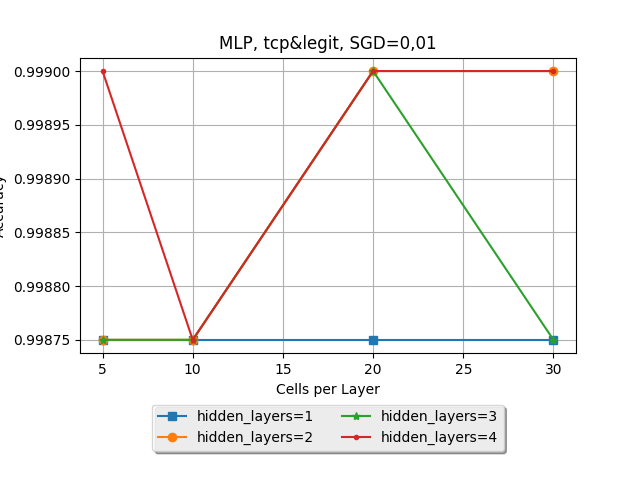 MLP, tcp&legit, SGD=0,01
0.99900
0.99895
0.99890
0.99885
0.99880
0.99875
Accuracy
5 10 15 20 25 30
Cells per Layer
hidden_layers=1 hidden_layers=3
hidden_layers=2 hidden_layers=4